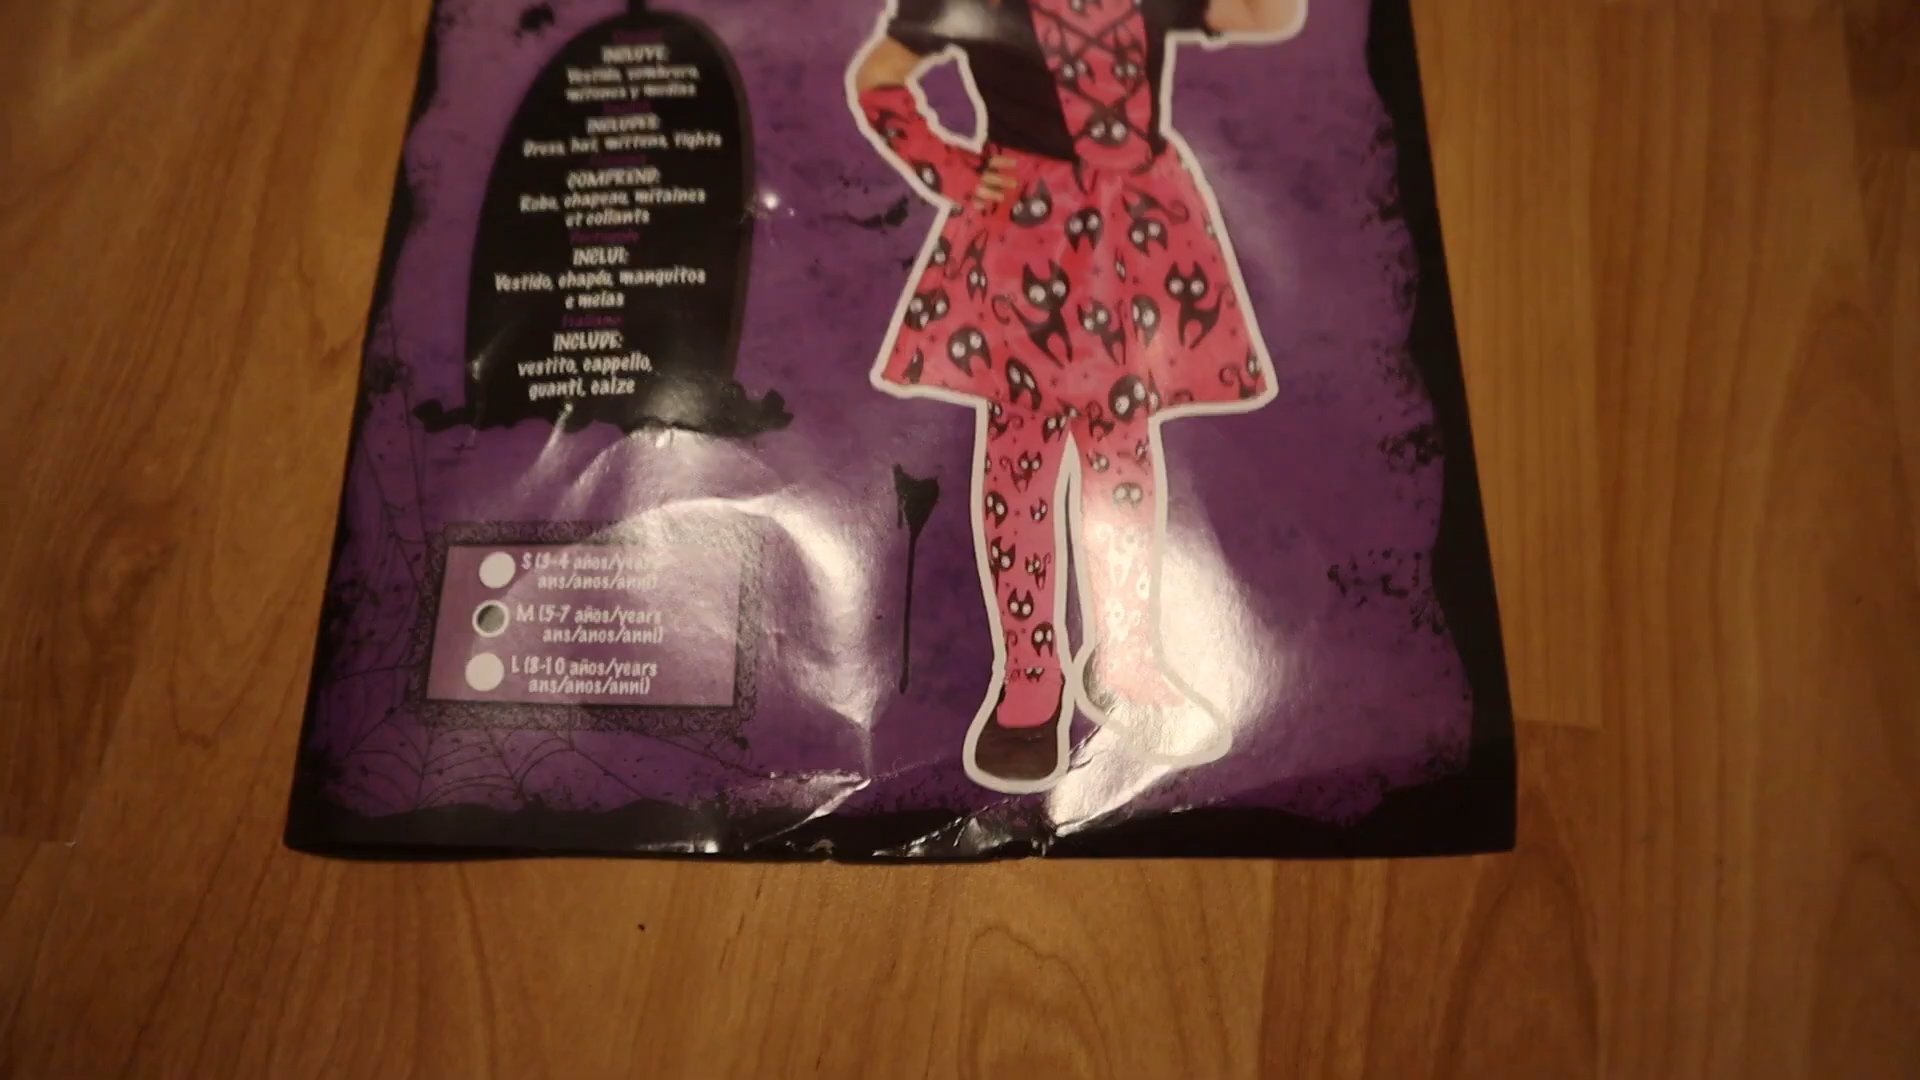 INCLUYE:
Vestido, sombrero,
mitones y medias
INCLUDES:
Dress, hat, mittens, tights
COMPREND:
Robe, chapeau, mitaines
et collants
Português
INCLUI:
Vestido, chapéu, manguitos
e meias
Italiano
INCLUDE:
vestito, cappello,
guanti, calze
S (3-4 años/years
ans/anos/anni)
M (5-7 años/years
ans/anos/anni)
L (8-10 años/years
ans/anos/anni)